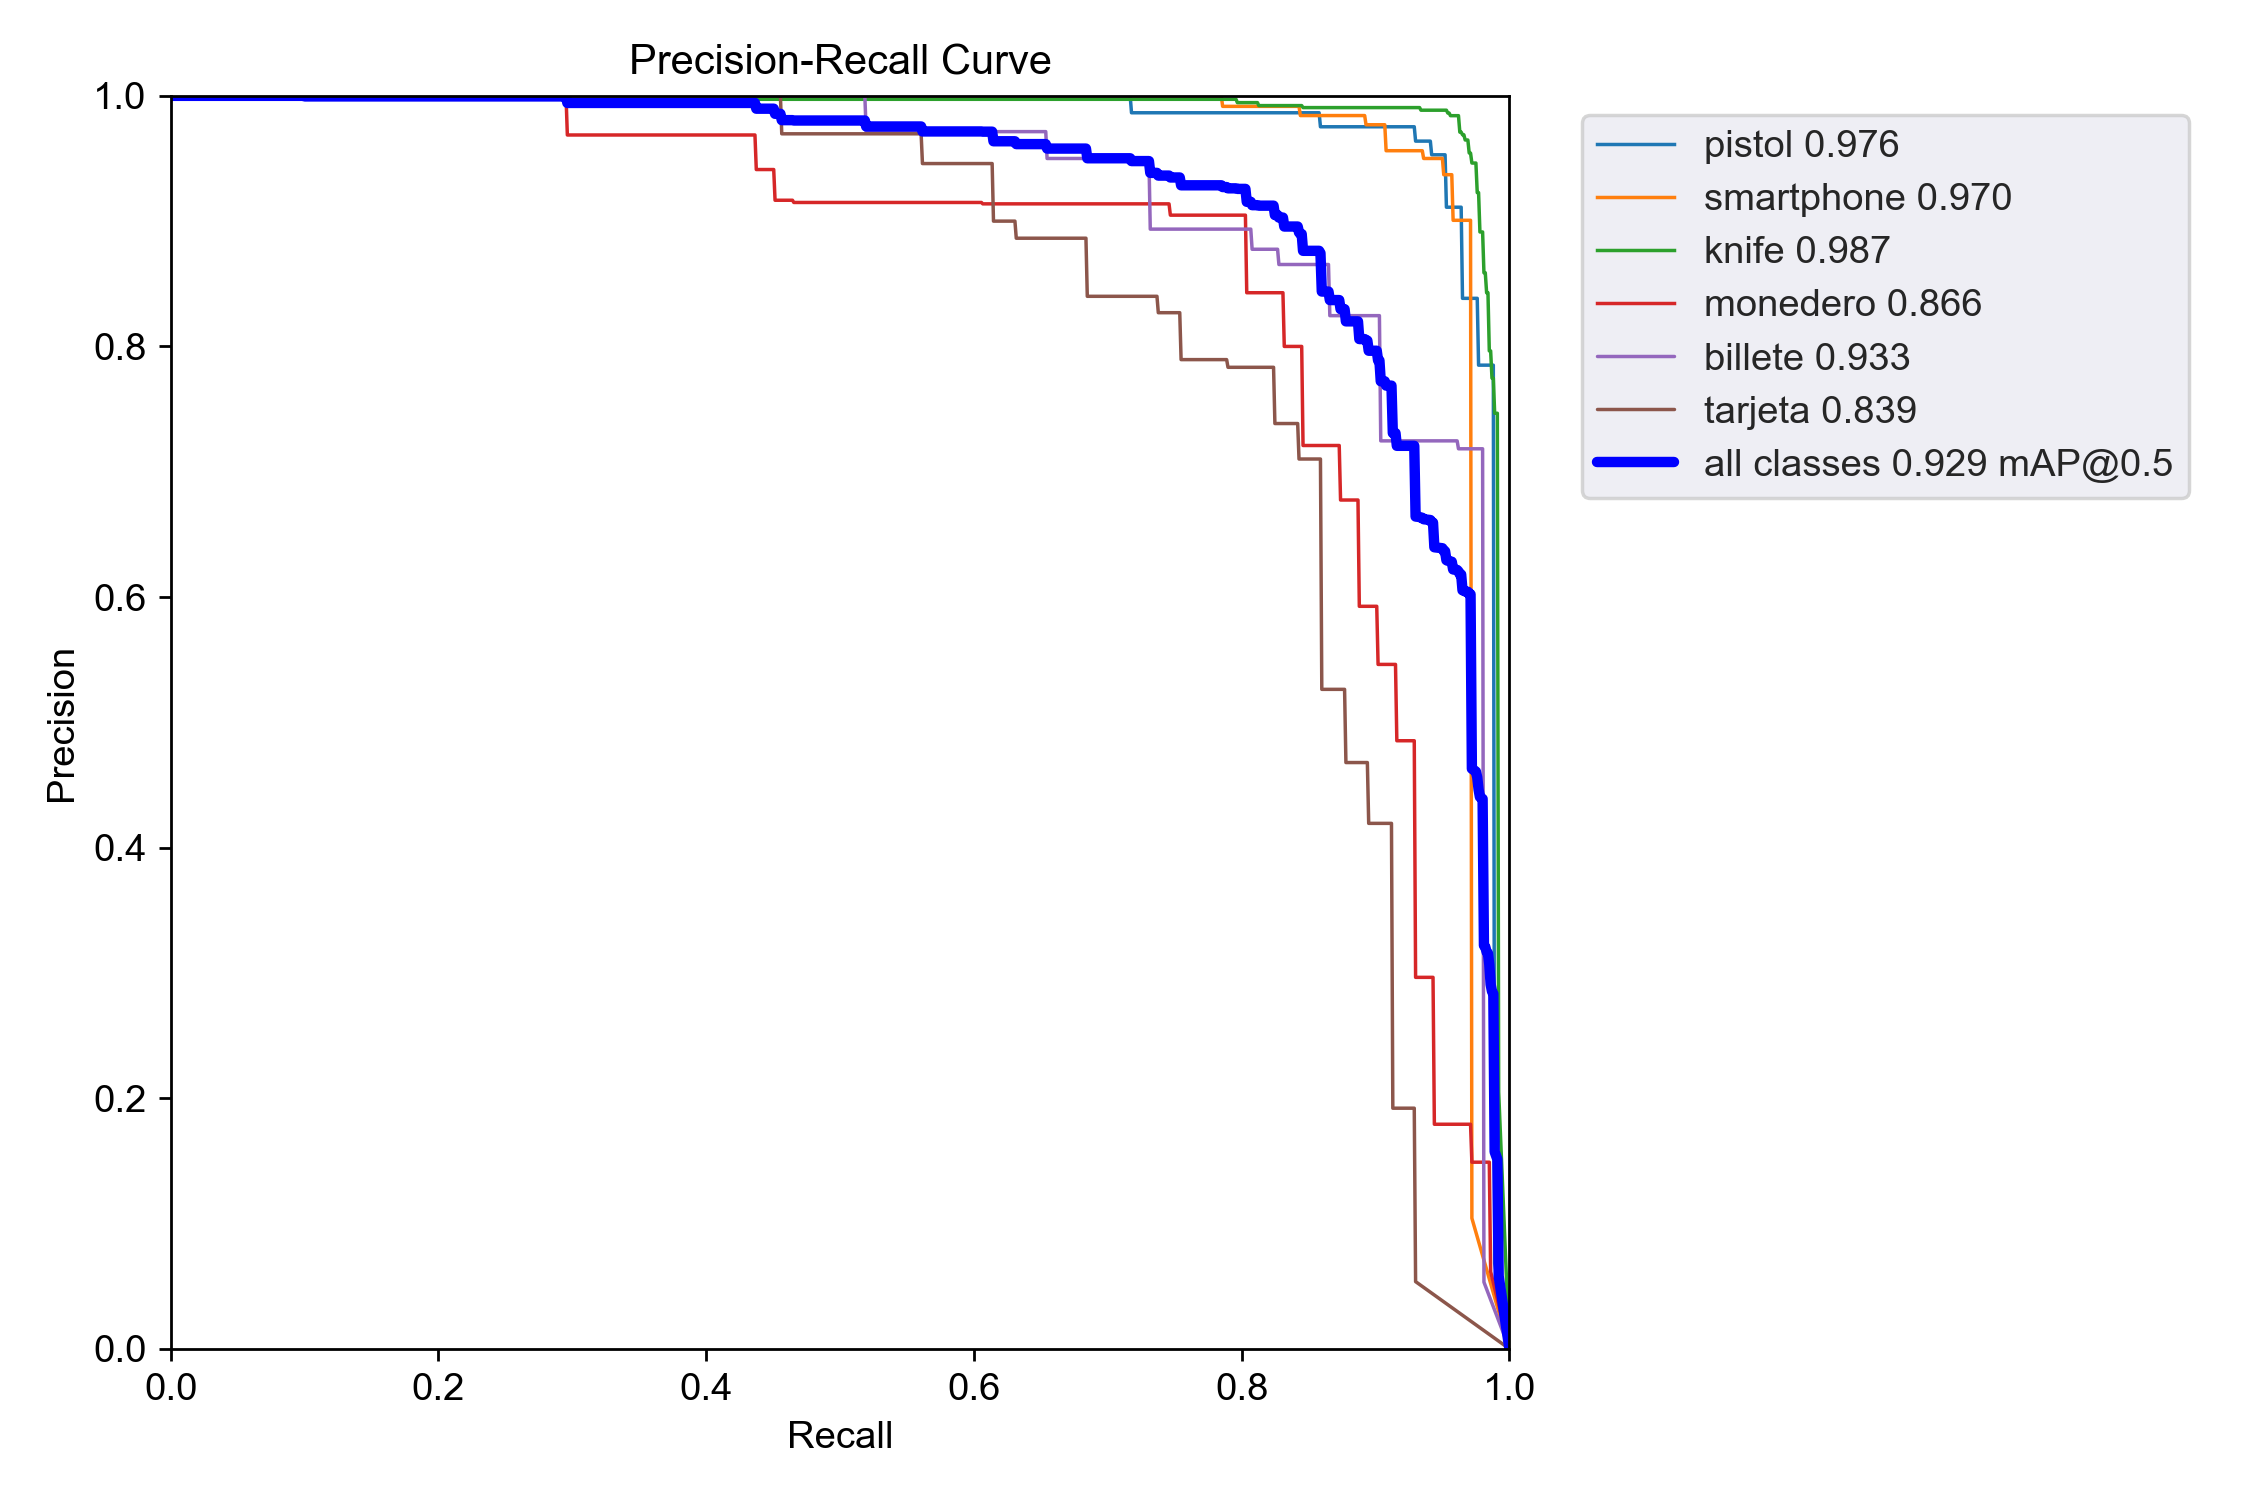 Precision-Recall Curve
1.0
0.8
0.6
0.4
0.2
0.0
Precision
0.0 0.2 0.4 0.6 0.8 1.0
Recall
pistol 0.976
smartphone 0.970
knife 0.987
monedero 0.866
billete 0.933
tarjeta 0.839
all classes 0.929 mAP@0.5